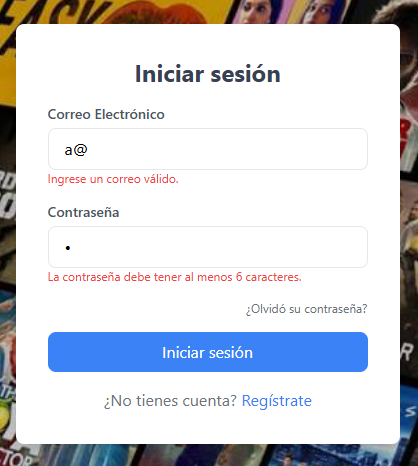 EASK
Iniciar sesión
Correo Electrónico
a@
Ingrese un correo válido.
Contraseña
•
La contraseña debe tener al menos 6 caracteres.
¿Olvidó su contraseña?
Iniciar sesión
¿No tienes cuenta? Regístrate